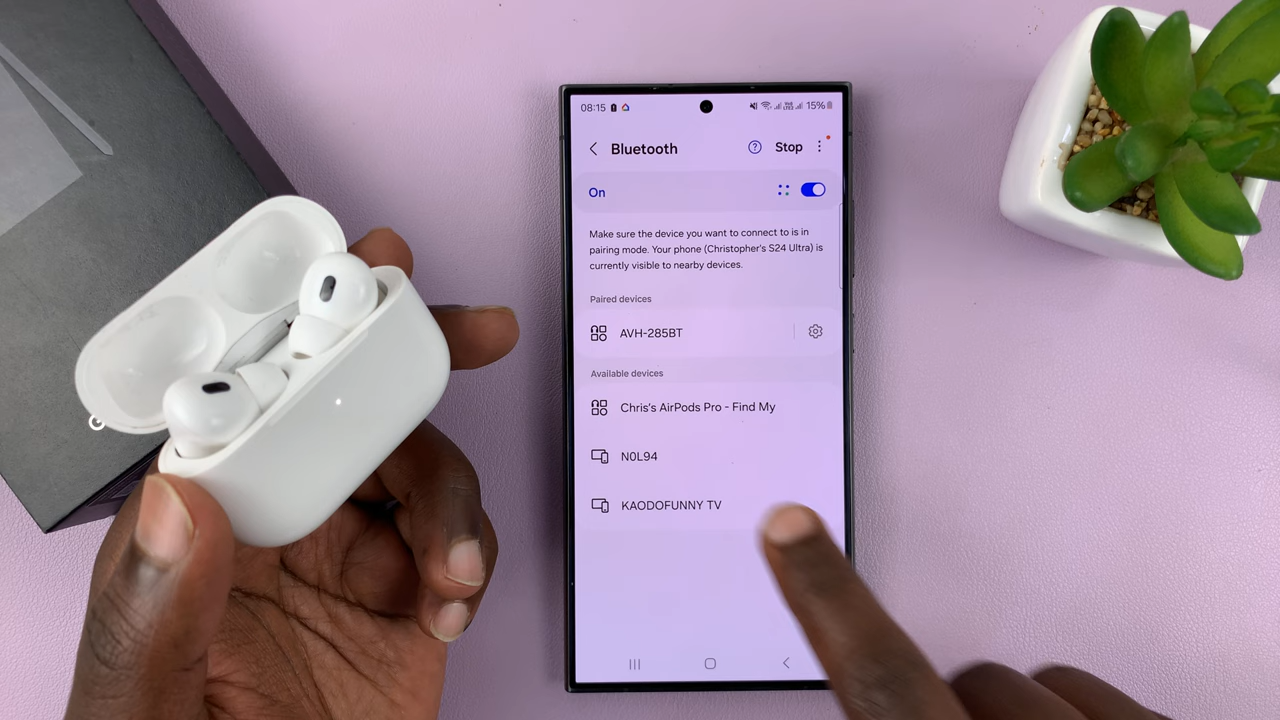 08:15
15%
Bluetooth
Stop
On
Make sure the device you want to connect to is in
pairing mode. Your phone (Christopher's S24 Ultra) is
currently visible to nearby devices.
Paired devices
AVH-285BT
Available devices
Chris's AirPods Pro - Find My
N0L94
KAODOFUNNY TV
G